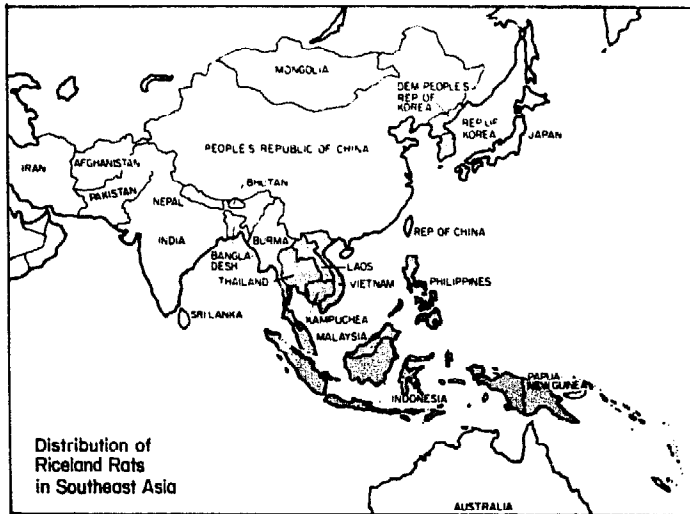 MONGOLIA
DEM PEOPLE'S
REP OF
KOREA
REP OF
KOREA
JAPAN
PEOPLE'S REPUBLIC OF CHINA
IRAN
AFGHANISTAN
PAKISTAN
NEPAL
BHUTAN
INDIA
BURMA
BANGLA-
DESH
REP OF CHINA
LAOS
THAILAND
VIETNAM
PHILIPPINES
SRI LANKA
KAMPUCHEA
MALAYSIA
PAPUA
NEW GUINEA
INDONESIA
Distribution of
Riceland Rats
in Southeast Asia
AUSTRALIA